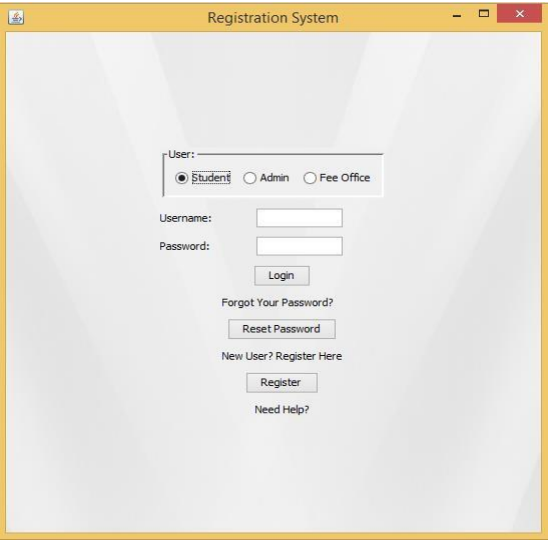 Registration System
User:
Student Admin Fee Office
Username:
Password:
Login
Forgot Your Password?
Reset Password
New User? Register Here
Register
Need Help?